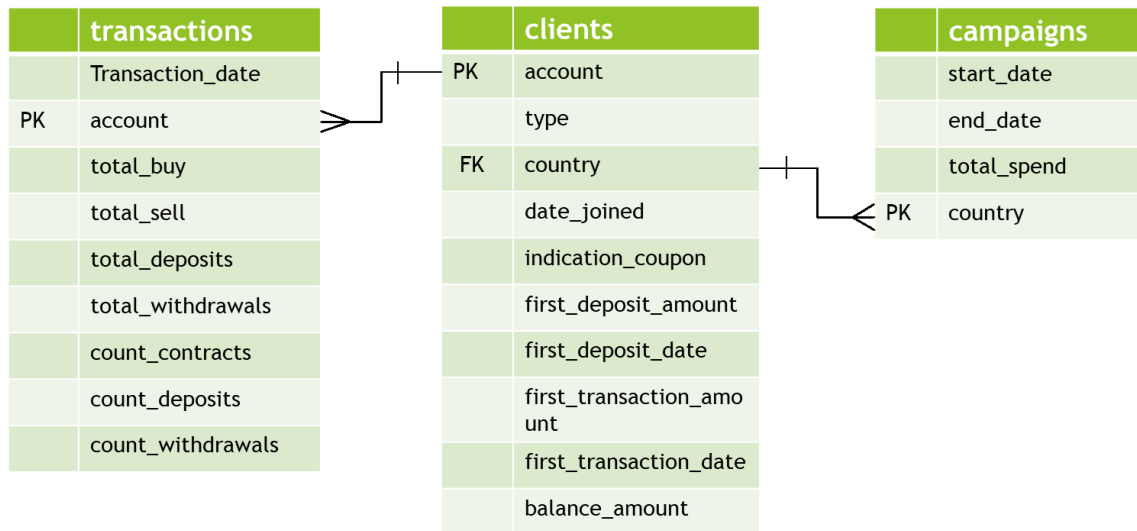 transactions
Transaction_date
PK account
total_buy
total_sell
total_deposits
total_withdrawals
count_contracts
count_deposits
count_withdrawals
clients
PK account
type
FK country
date_joined
indication_coupon
first_deposit_amount
first_deposit_date
first_transaction_amo
unt
first_transaction_date
balance_amount
campaigns
start_date
end_date
total_spend
PK country